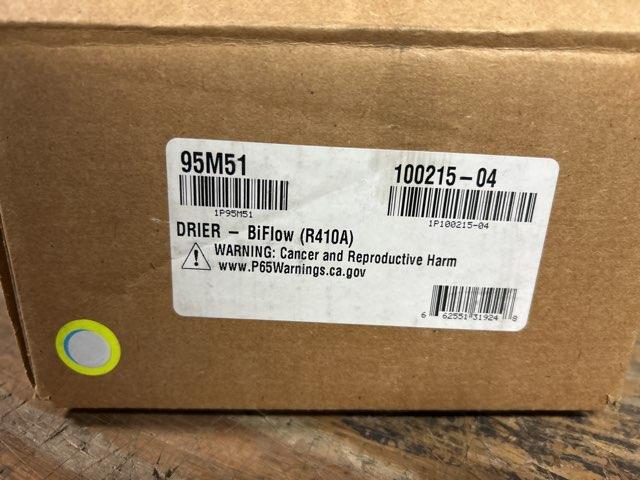 95M51
1P95M51
100215-04
1P100215-04
DRIER - BiFlow (R410A)
WARNING: Cancer and Reproductive Harm
www.P65Warnings.ca.gov
6 62551 31924 8